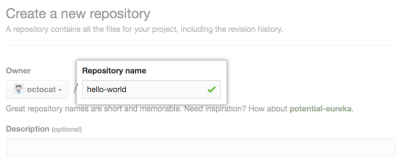 Create a new repository
A repository contains all the files for your project, including the revision history.
Owner
Repository name
octocat
/
hello-world
Great repository names are short and memorable. Need inspiration? How about potential-eureka.
Description (optional)